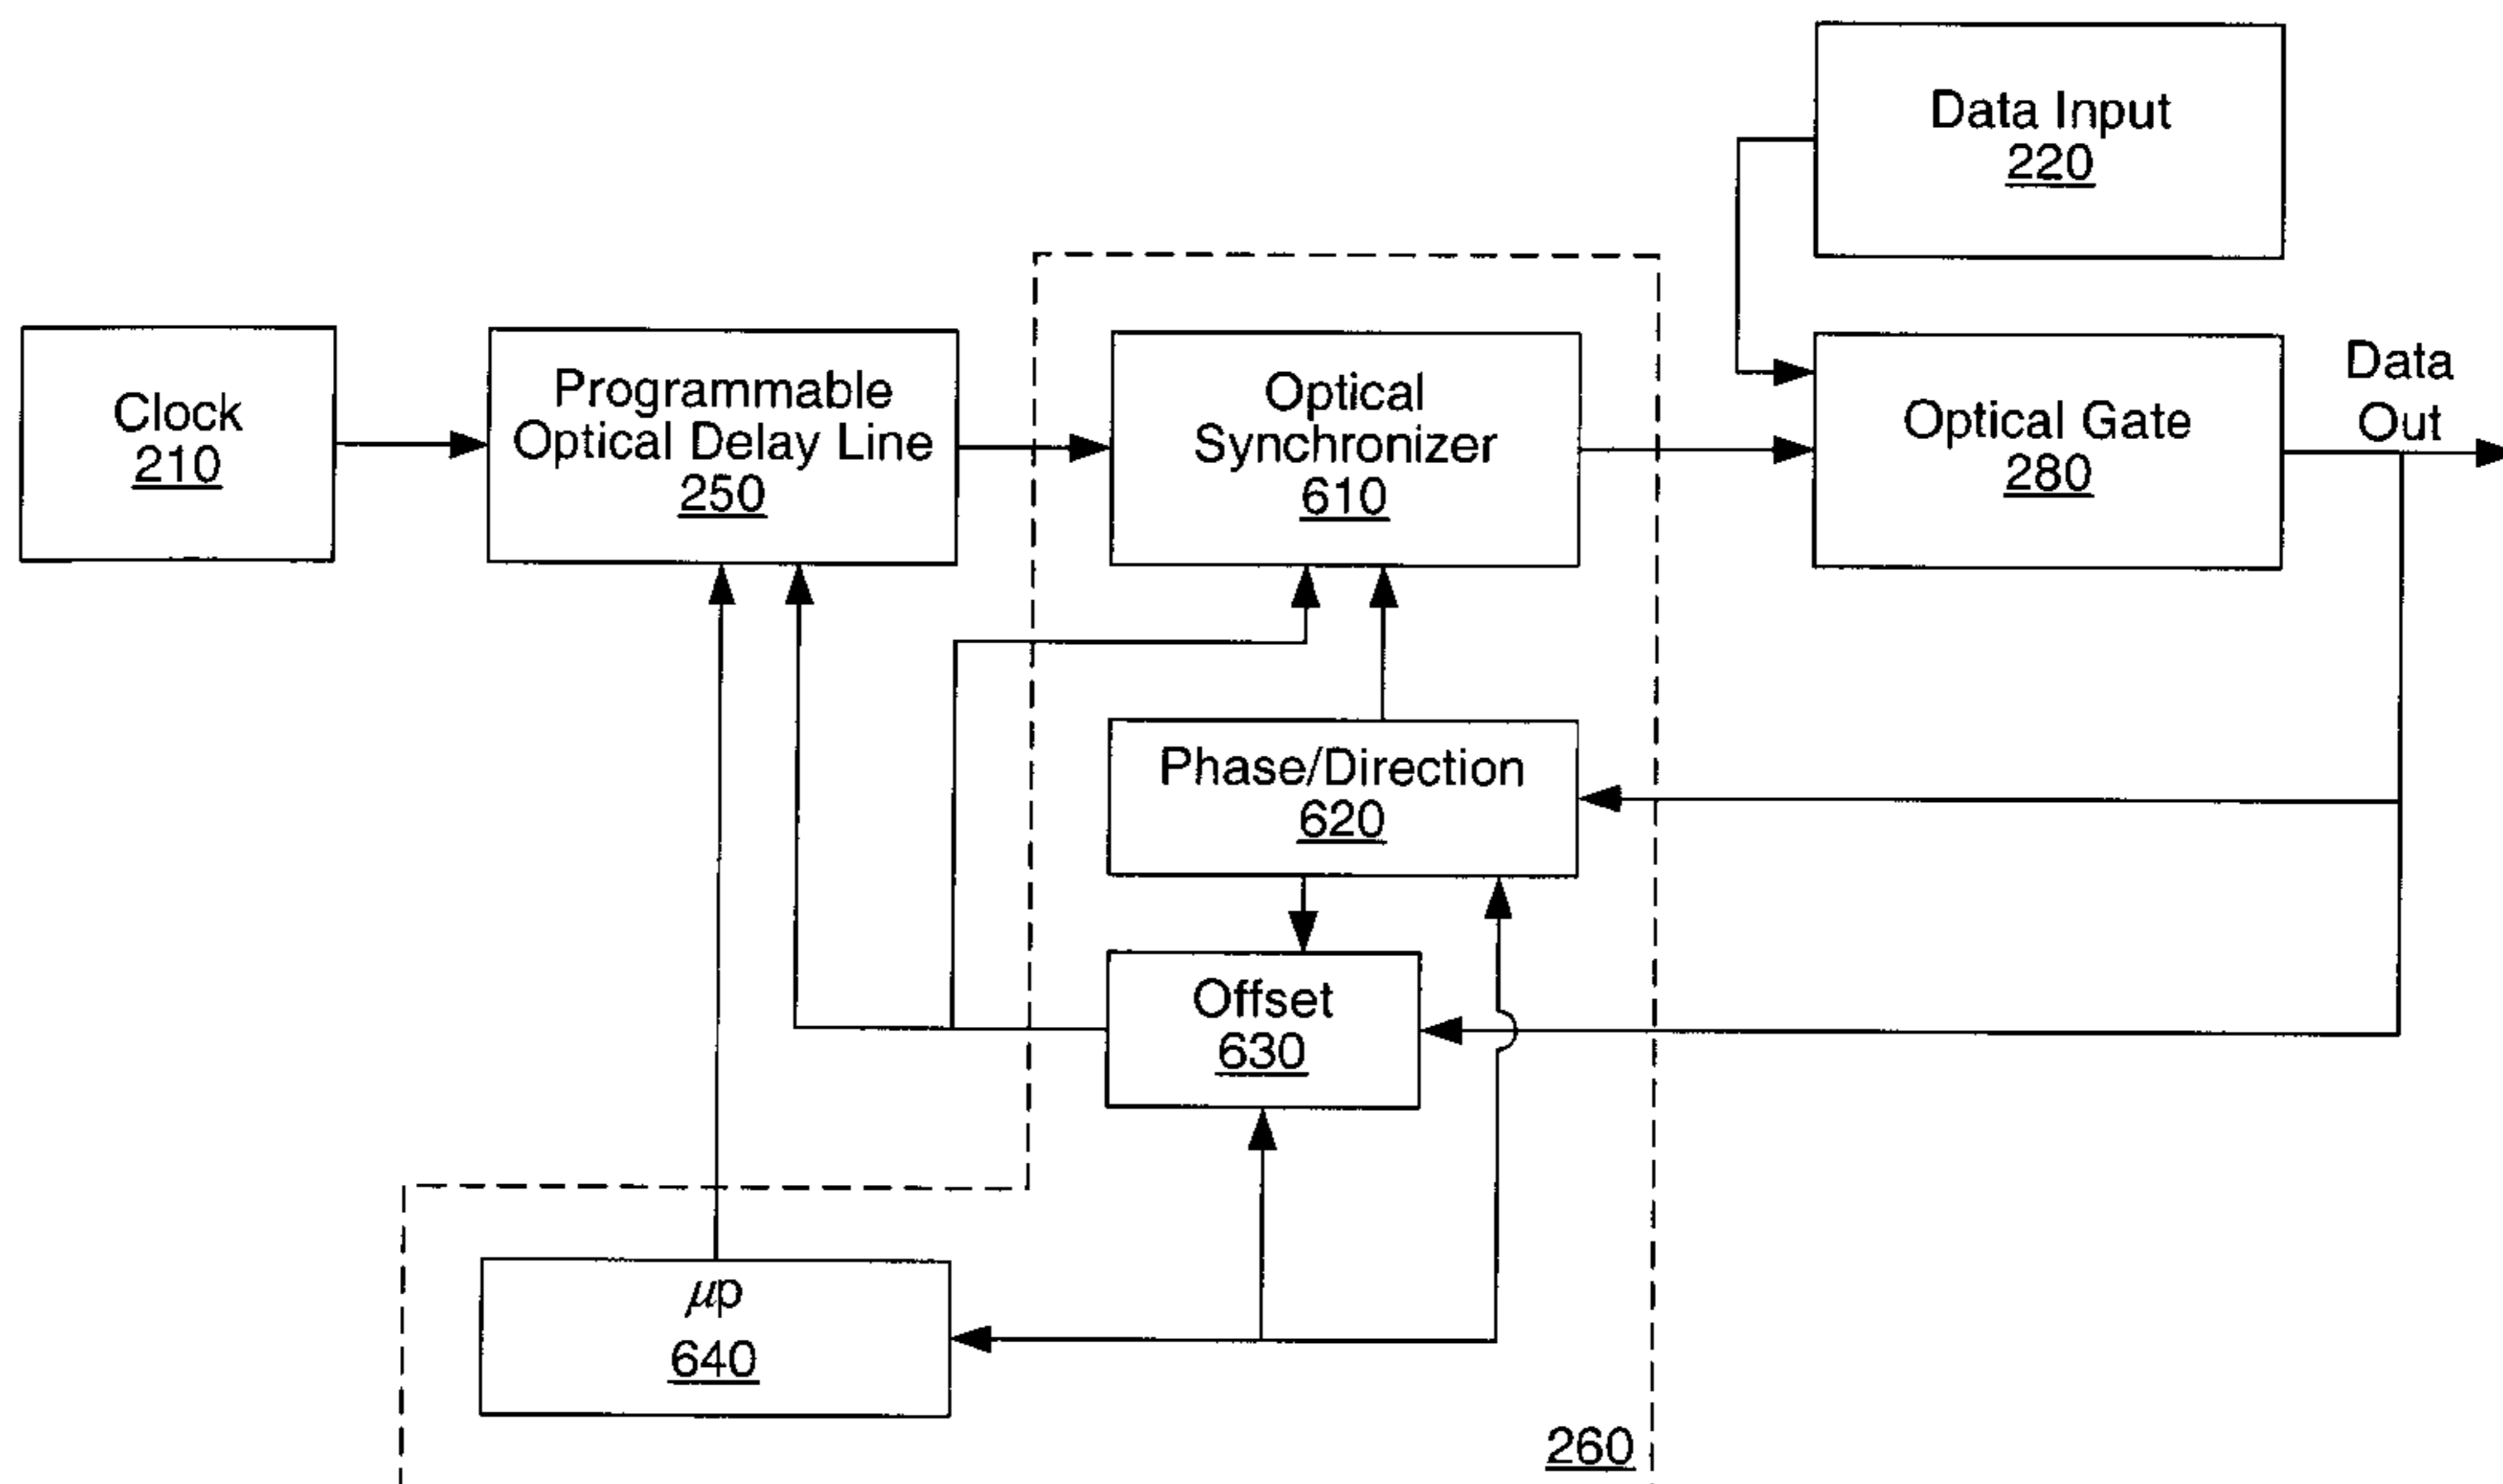 Data Input
220
Clock
210
Programmable
Optical Delay Line
250
Optical
Synchronizer
610
Optical Gate
280
Data
Out
Phase/Direction
620
Offset
630
μp
640
260